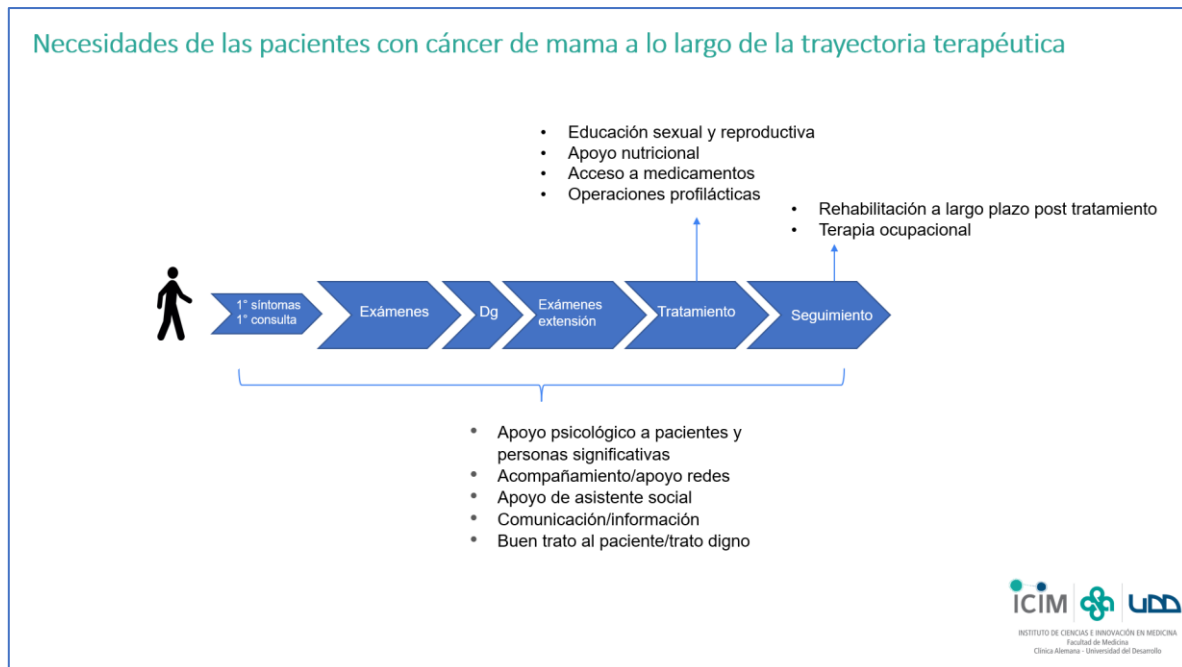 Necesidades de las pacientes con cáncer de mama a lo largo de la trayectoria terapéutica
• Educación sexual y reproductiva
• Apoyo nutricional
• Acceso a medicamentos
• Operaciones profilácticas
• Rehabilitación a largo plazo post tratamiento
• Terapia ocupacional
1° síntomas
1° consulta
Exámenes
Dg
Exámenes
extensión
Tratamiento
Seguimiento
• Apoyo psicológico a pacientes y
personas significativas
• Acompañamiento/apoyo redes
• Apoyo de asistente social
• Comunicación/información
• Buen trato al paciente/trato digno
iCiM
UDD
INSTITUTO DE CIENCIAS E INNOVACIÓN EN MEDICINA
Facultad de Medicina
Clínica Alemana - Universidad del Desarrollo